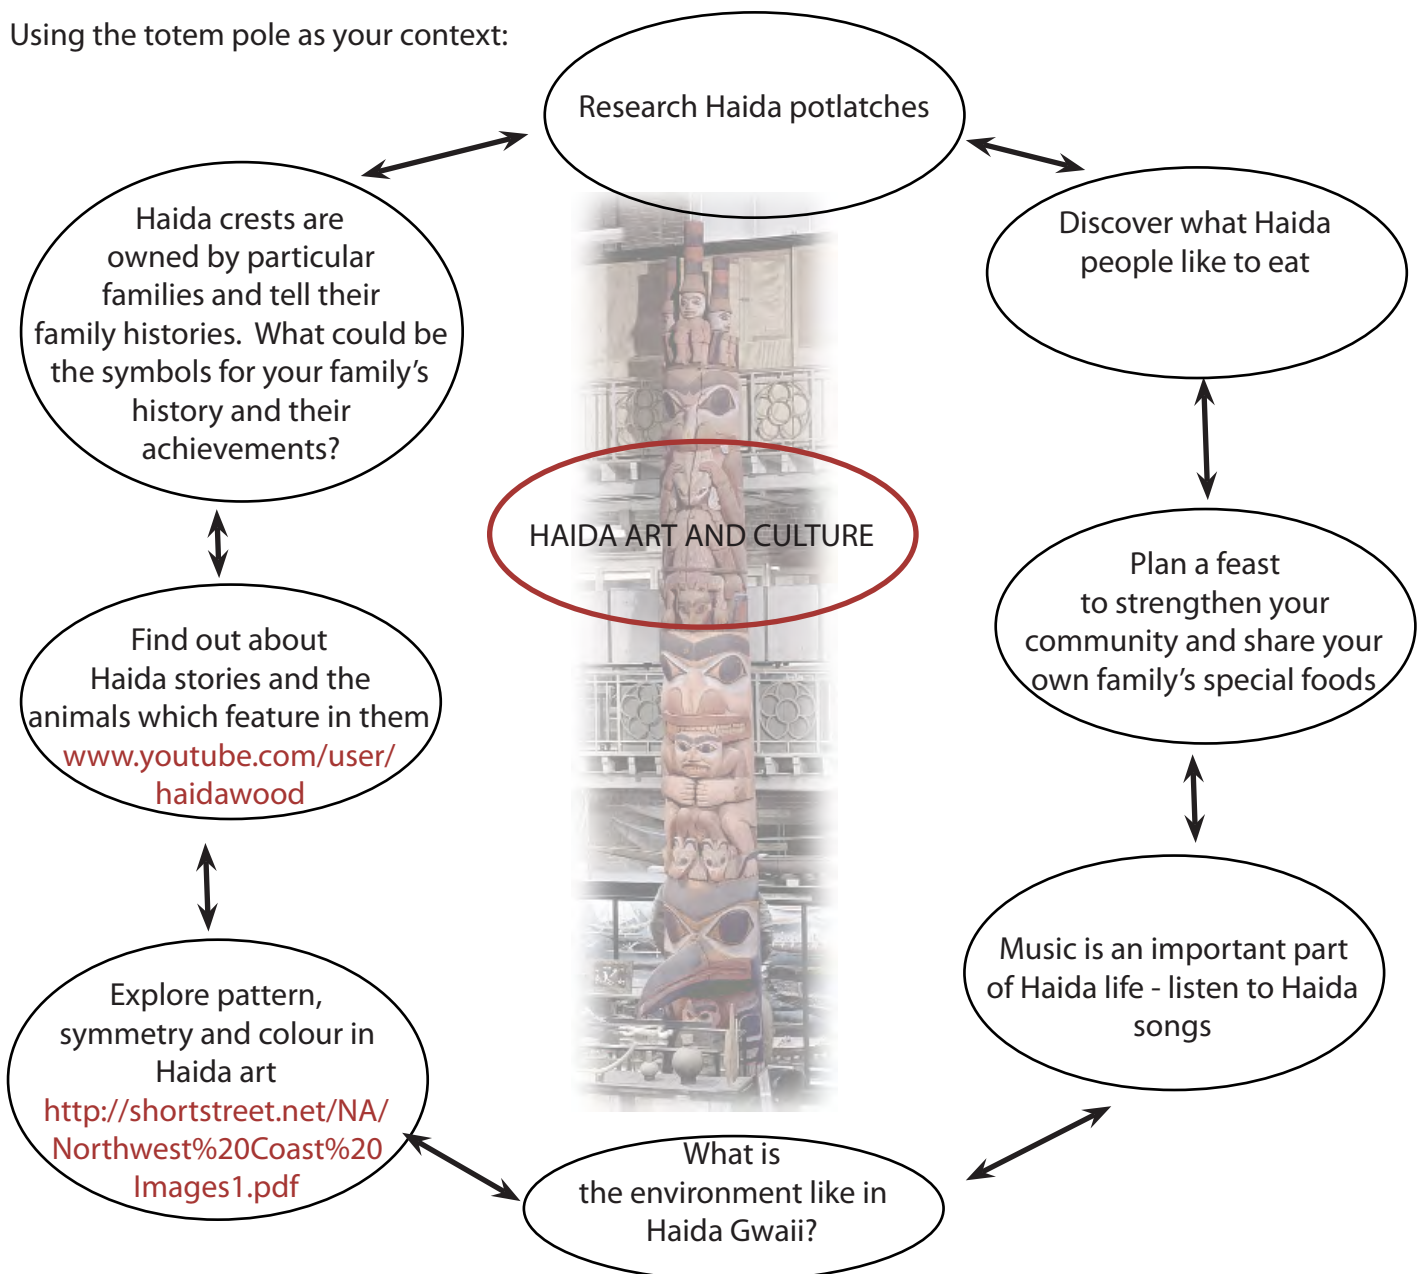 Using the totem pole as your context:
Research Haida potlatches
Discover what Haida
people like to eat
Plan a feast
to strengthen your
community and share your
own family's special foods
Music is an important part
of Haida life - listen to Haida
songs
What is
the environment like in
Haida Gwaii?
Explore pattern,
symmetry and colour in
Haida art
http://shortstreet.net/NA/
Northwest%20Coast%20
Images1.pdf
Find out about
Haida stories and the
animals which feature in them
www.youtube.com/user/
haidawood
Haida crests are
owned by particular
families and tell their
family histories.  What could be
the symbols for your family's
history and their
achievements?
HAIDA ART AND CULTURE